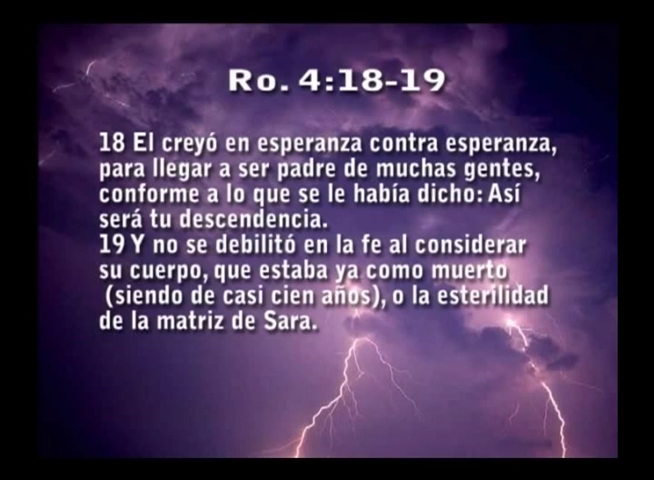 Ro. 4:18-19
18 El creyó en esperanza contra esperanza,
para llegar a ser padre de muchas gentes,
conforme a lo que se le había dicho: Así
será tu descendencia.
19 Y no se debilitó en la fe al considerar
su cuerpo, que estaba ya como muerto
(siendo de casi cien años), o la esterilidad
de la matriz de Sara.